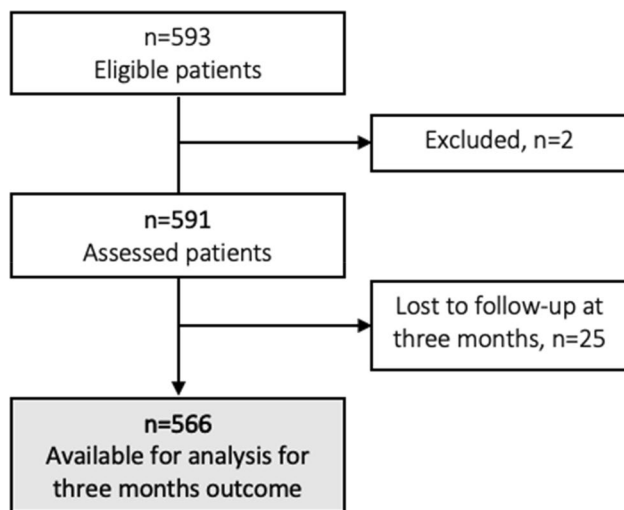 n=593
Eligible patients
Excluded, n=2
n=591
Assessed patients
Lost to follow-up at
three months, n=25
n=566
Available for analysis for
three months outcome